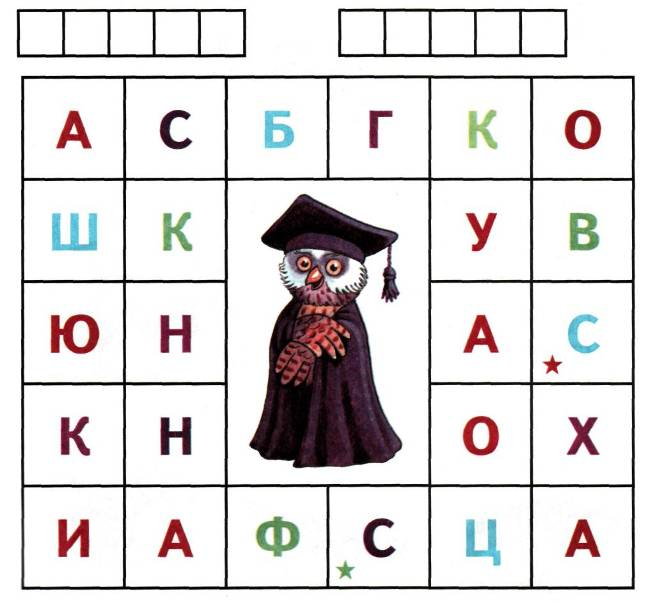 А С Б Г К О
Ш К У В
Ю Н А С
К Н О Х
И А Ф С Ц А